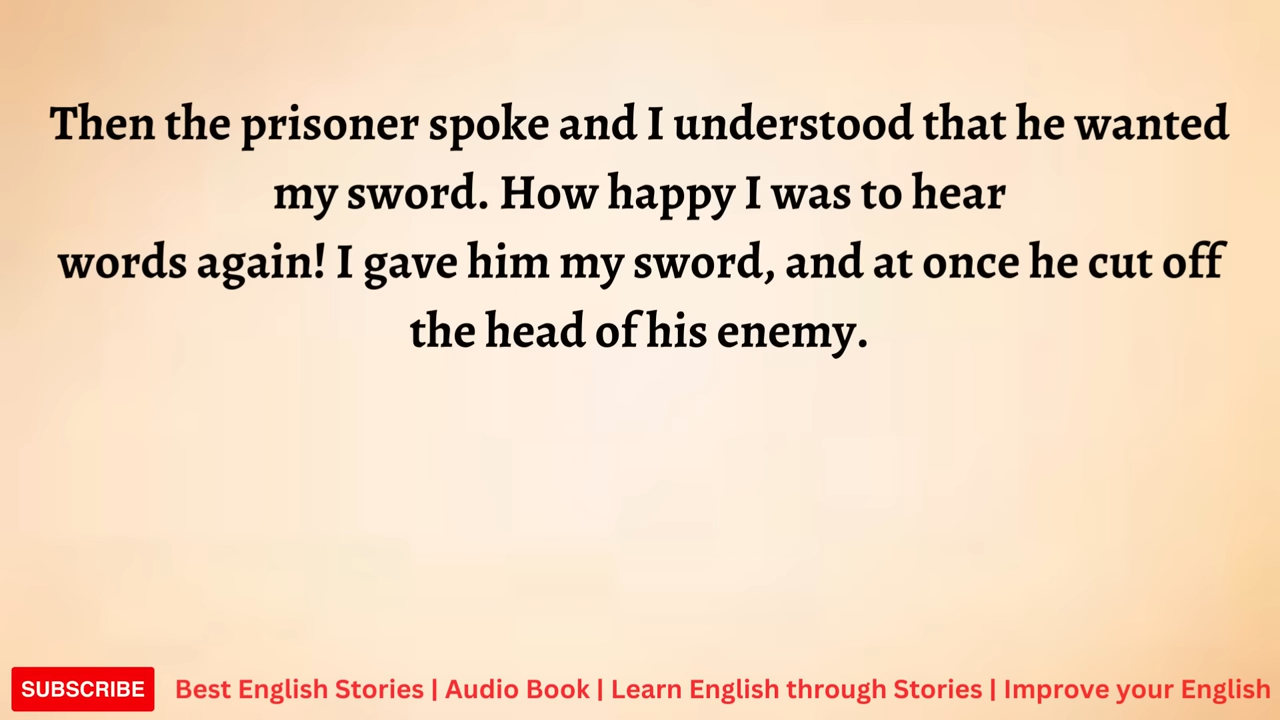 Then the prisoner spoke and I understood that he wanted
my sword. How happy I was to hear
words again! I gave him my sword, and at once he cut off
the head of his enemy.
SUBSCRIBE
Best English Stories | Audio Book | Learn English through Stories | Improve your English